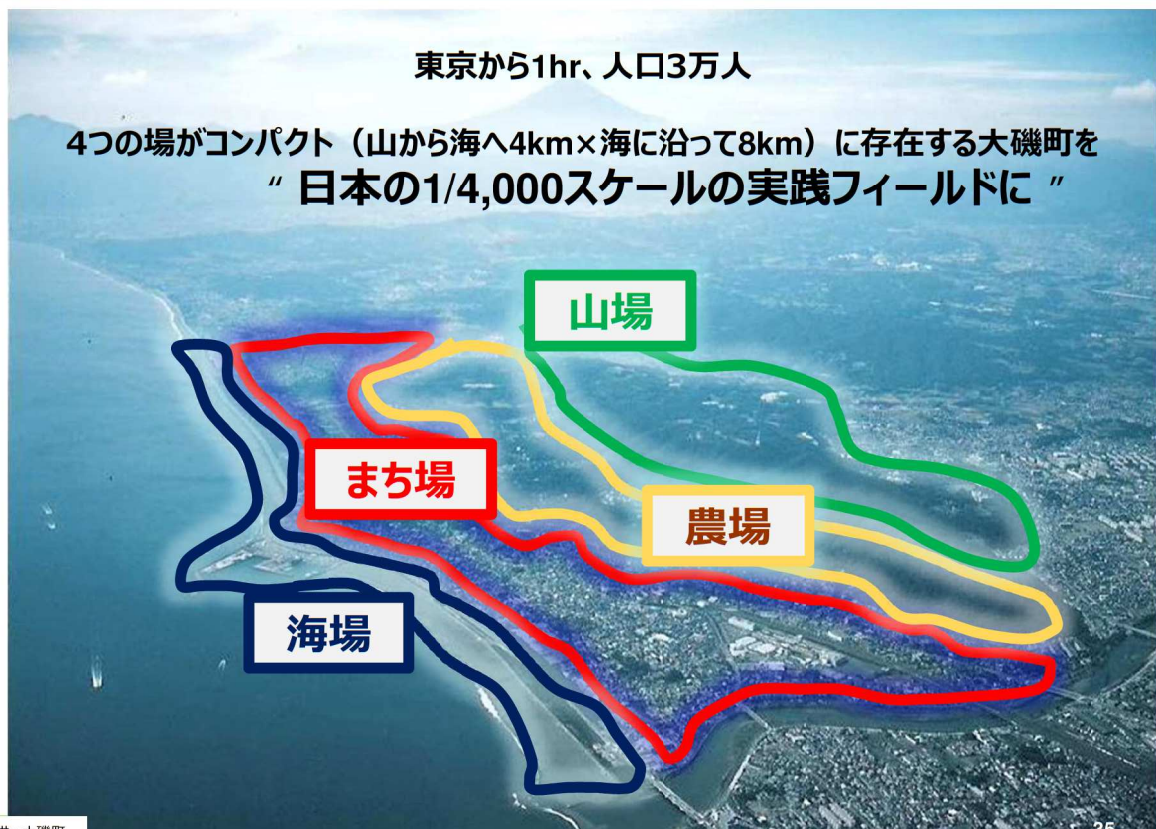 東京から1hr、人口3万人
4つの場がコンパクト（山から海へ4km×海に沿って8km）に存在する大磯町を
“ 日本の1/4,000スケールの実践フィールドに ”
山場
まち場
農場
海場
大磯町
35